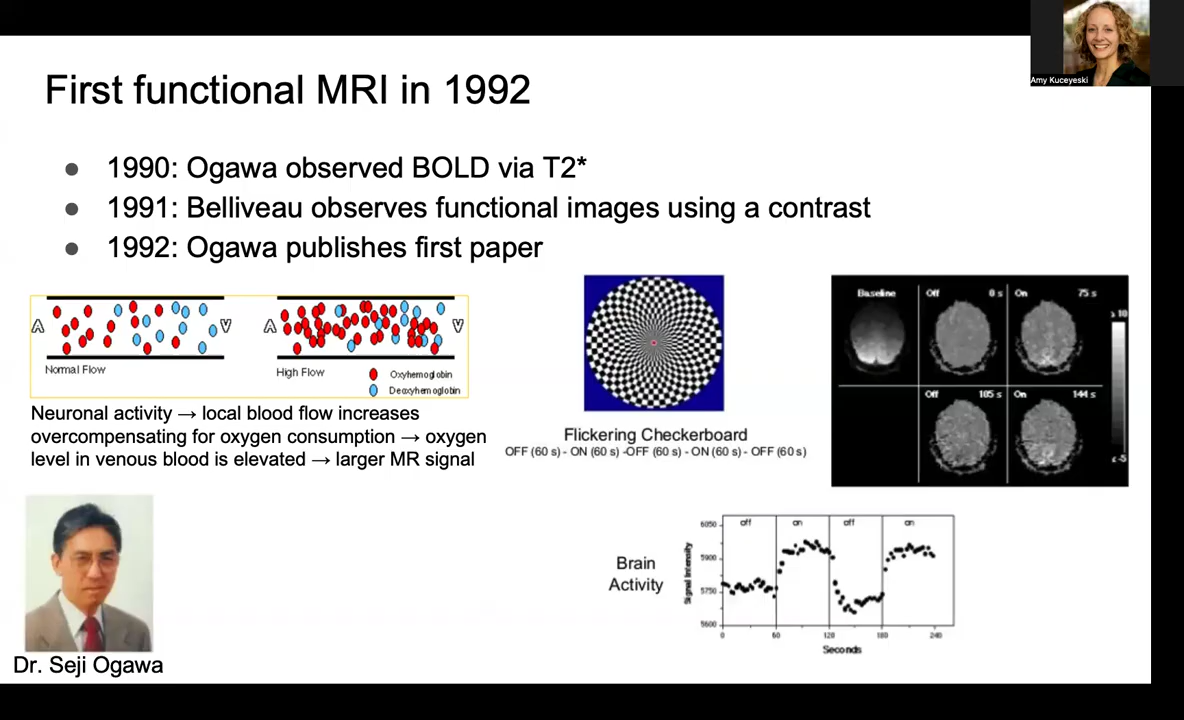 Amy Kuceyeski
First functional MRI in 1992
● 1990: Ogawa observed BOLD via T2*
● 1991: Belliveau observes functional images using a contrast
● 1992: Ogawa publishes first paper
A V A V
Normal Flow
High Flow
Oxyhemoglobin
Deoxyhemoglobin
Neuronal activity → local blood flow increases
overcompensating for oxygen consumption → oxygen
level in venous blood is elevated → larger MR signal
Flickering Checkerboard
OFF (60 s) - ON (60 s) -OFF (60 s) - ON (60 s) - OFF (60 s)
Baseline Off 0 s On 75 s
Off 105 s On 144 s
Brain
Activity
Signal Intensity
6050
5900
5750
5600
off on off on
0 60 120 180 240
Seconds
Dr. Seji Ogawa